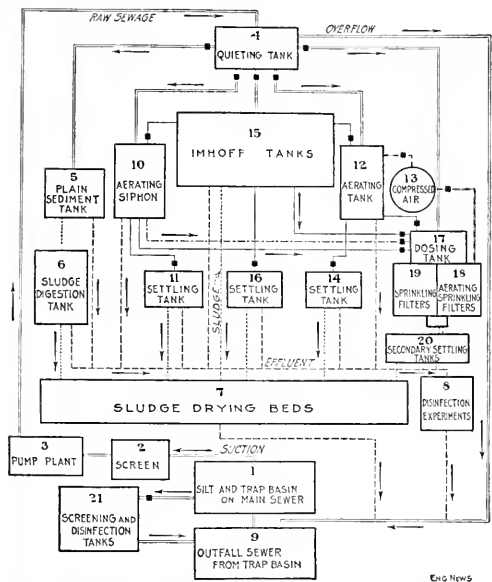 RAW SEWAGE
4
QUIETING TANK
OVERFLOW
15
IMHOFF TANKS
10
AERATING
SIPHON
12
AERATING
TANK
13
COMPRESSED
AIR
5
PLAIN
SEDIMENT
TANK
17
DOSING
TANK
6
SLUDGE
DIGESTION
TANK
11
SETTLING
TANK
SLUDGE
16
SETTLING
TANK
14
SETTLING
TANK
19
SPRINKLING
FILTERS
18
AERATING
SPRINKLING
FILTERS
20
SECONDARY SETTLING
TANKS
EFFLUENT
7
SLUDGE DRYING BEDS
8
DISINFECTION
EXPERIMENTS
3
PUMP PLANT
2
SCREEN
SUCTION
1
SILT AND TRAP BASIN
ON MAIN SEWER
21
SCREENING AND
DISINFECTION
TANKS
9
OUTFALL SEWER
FROM TRAP BASIN
ENG NEWS